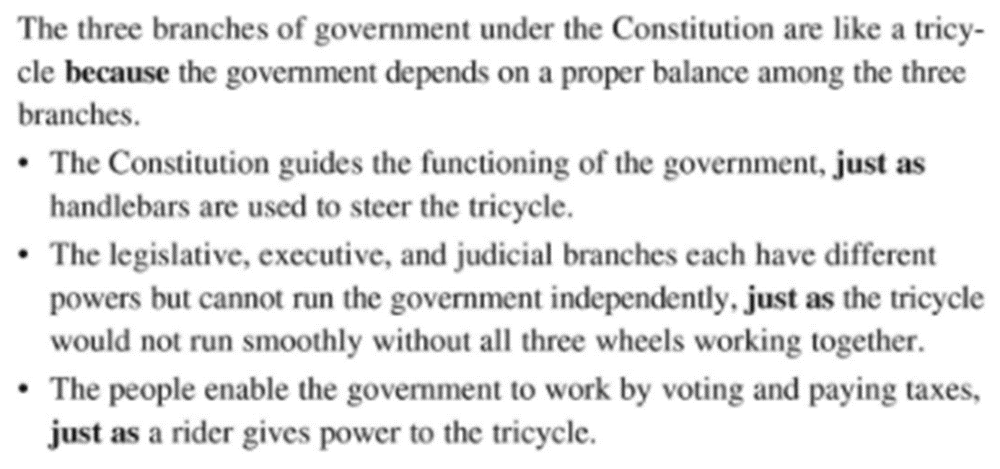 The three branches of government under the Constitution are like a tricy-
cle because the government depends on a proper balance among the three
branches.
• The Constitution guides the functioning of the government, just as
handlebars are used to steer the tricycle.
• The legislative, executive, and judicial branches each have different
powers but cannot run the government independently, just as the tricycle
would not run smoothly without all three wheels working together.
• The people enable the government to work by voting and paying taxes,
just as a rider gives power to the tricycle.